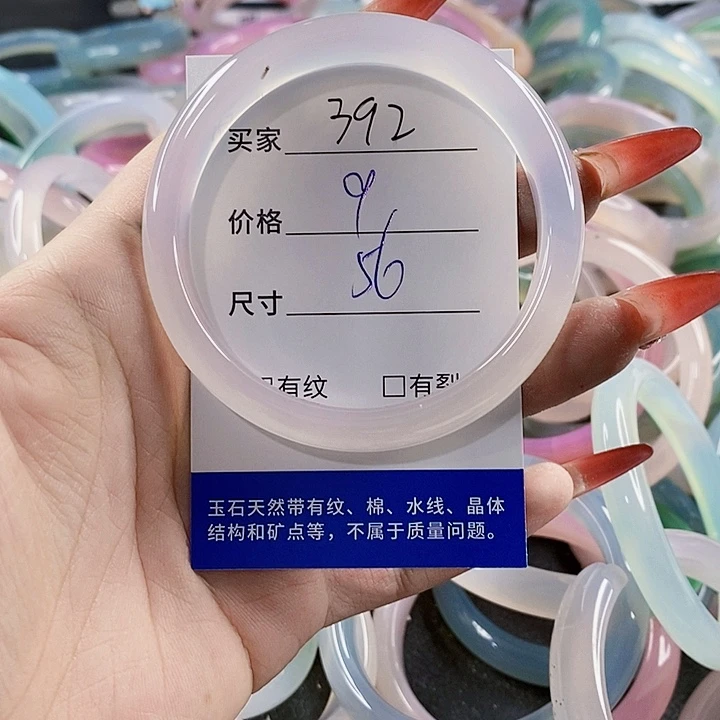 买家 392
价格 9
尺寸 56
有纹 □有裂
玉石天然带有纹、棉、水线、晶体
结构和矿点等，不属于质量问题。